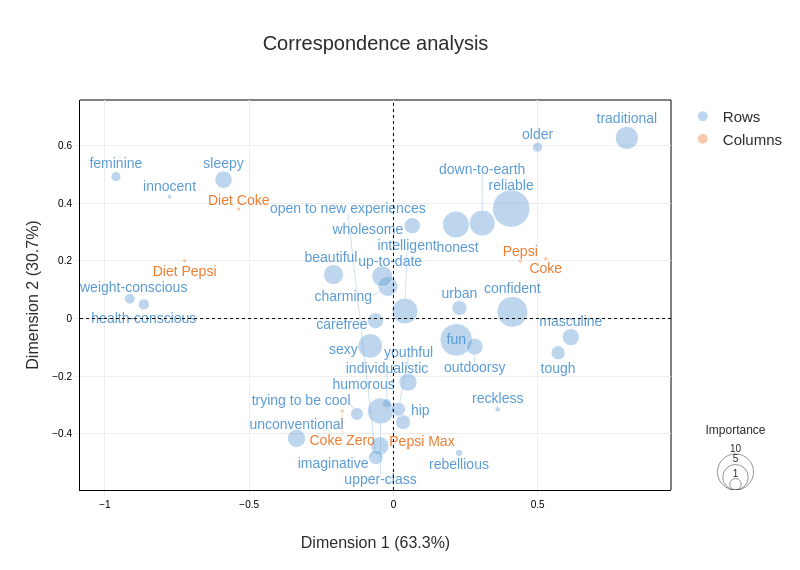 Correspondence analysis
Rows
Columns
traditional
older
feminine
sleepy
down-to-earth
innocent
reliable
Diet Coke
open to new experiences
wholesome
intelligent
honest
Pepsi
beautiful
up-to-date
Coke
Diet Pepsi
weight-conscious
charming
urban
confident
health-conscious
carefree
masculine
sexy
youthful
fun
individualistic
outdoorsy
tough
humorous
trying to be cool
hip
reckless
unconventional
Coke Zero
Pepsi Max
imaginative
rebellious
upper-class
0.6
0.4
0.2
0
−0.2
−0.4
−1
−0.5
0
0.5
Dimension 2 (30.7%)
Dimension 1 (63.3%)
Importance
10
5
1